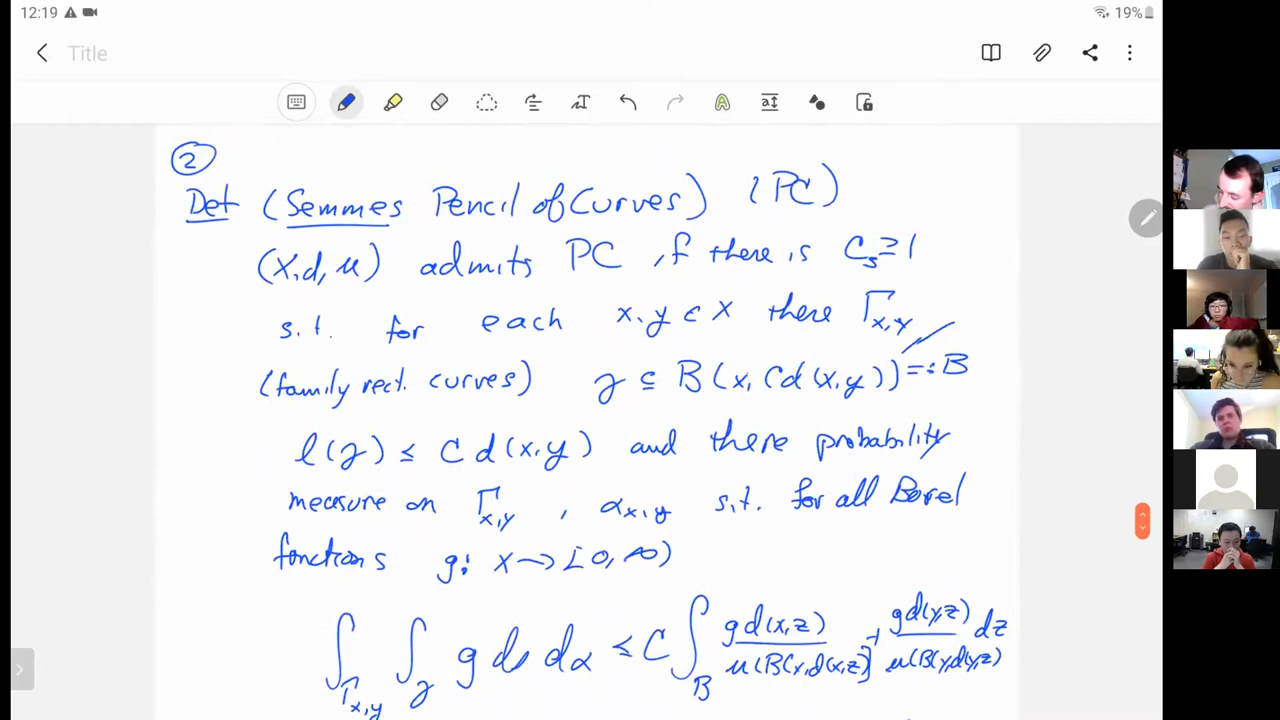 12:19
19%
Title
②
Def (Semmes Pencil of Curves) (PC)
(X,d,μ) admits PC if there is C_s ≥ 1
s.t. for each x,y ∈ X there Γ_{x,y}
(family rect. curves) γ ⊆ B(x, Cd(x,y)) =: B
l(γ) ≤ C d(x,y) and there probability
measure on Γ_{x,y}, α_{x,y} s.t. for all Borel
functions g: X → [0,∞)
∫_{Γ_{x,y}} ∫_γ g ds dα ≤ C ∫_B g d(x,z) / μ(B(x,d(x,z)) + g d(y,z) / μ(B(y,d(y,z)) dz